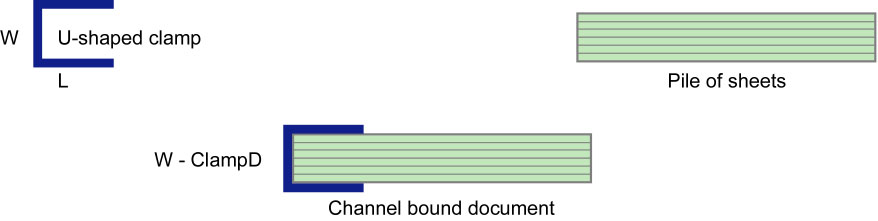 W
U-shaped clamp
L
Pile of sheets
W - ClampD
Channel bound document